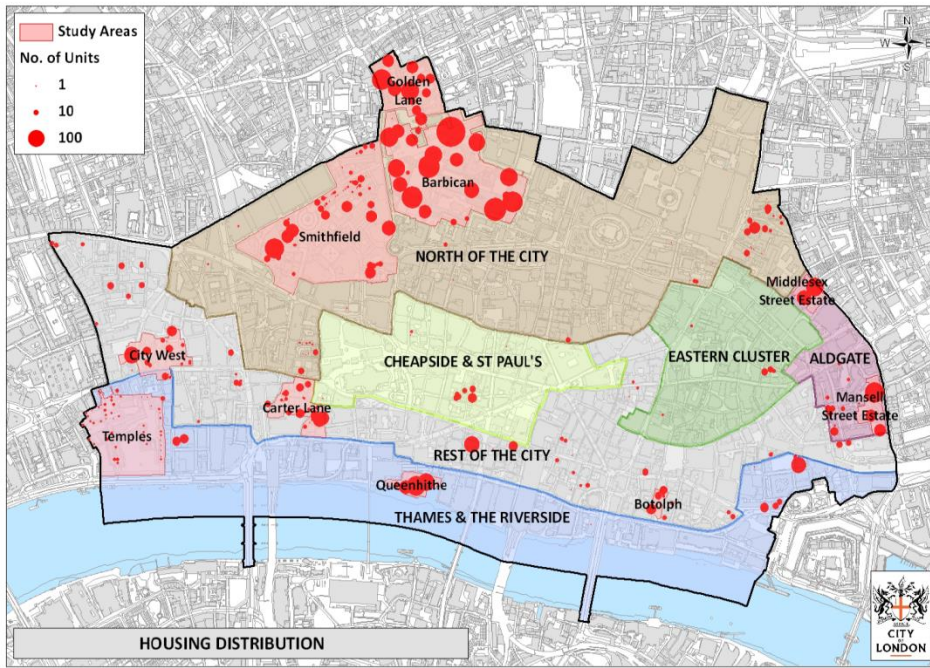 Study Areas
No. of Units
1
10
100
N
W E
S
Golden
Lane
Barbican
Smithfield
NORTH OF THE CITY
Middlesex
Street Estate
City West
CHEAPSIDE & ST PAUL'S
EASTERN CLUSTER
ALDGATE
Carter Lane
Mansell
Street Estate
Temples
REST OF THE CITY
Queenhithe
Botolph
THAMES & THE RIVERSIDE
HOUSING DISTRIBUTION
CITY
OF
LONDON